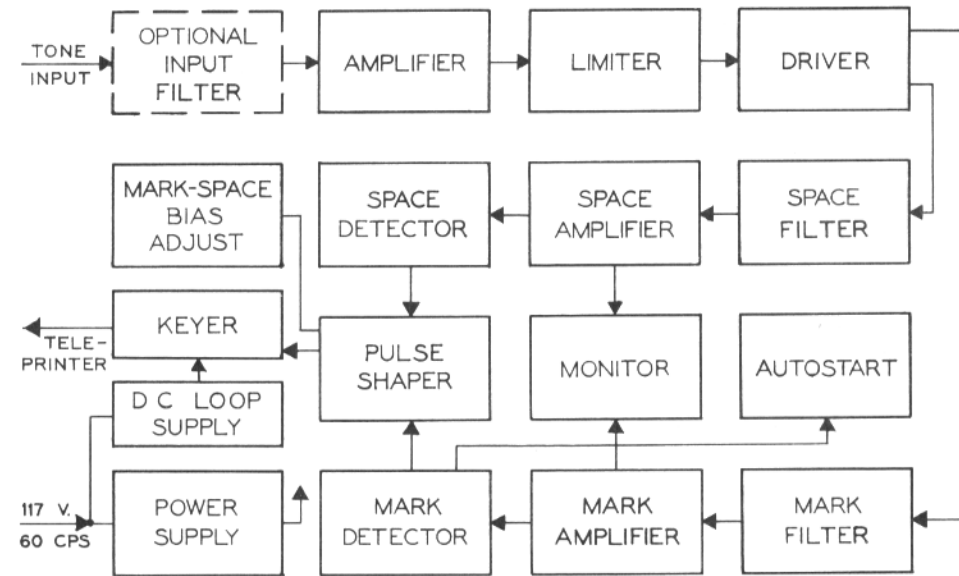 TONE
INPUT
OPTIONAL
INPUT
FILTER
AMPLIFIER
LIMITER
DRIVER
MARK-SPACE
BIAS
ADJUST
SPACE
DETECTOR
SPACE
AMPLIFIER
SPACE
FILTER
KEYER
TELE-
PRINTER
PULSE
SHAPER
MONITOR
AUTOSTART
D C LOOP
SUPPLY
117 V.
60 CPS
POWER
SUPPLY
MARK
DETECTOR
MARK
AMPLIFIER
MARK
FILTER